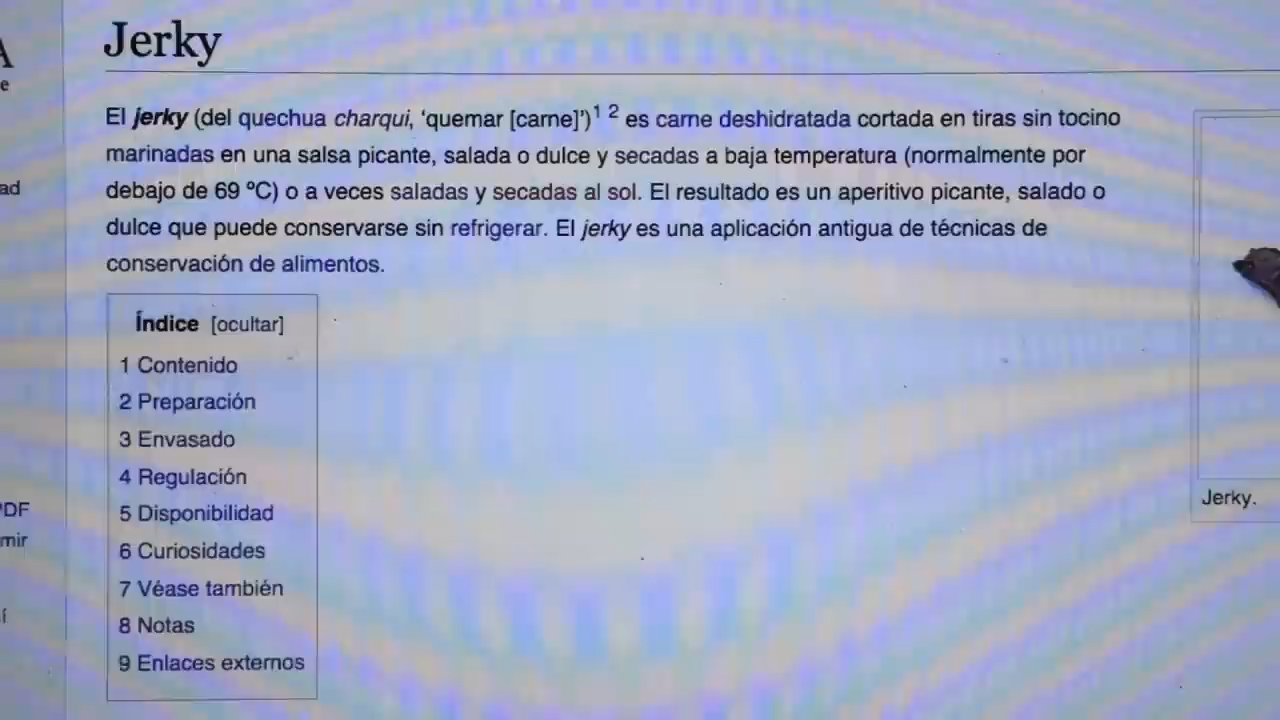 A
e
Jerky
El jerky (del quechua charqui, ‘quemar [carne]’)1 2 es carne deshidratada cortada en tiras sin tocino
marinadas en una salsa picante, salada o dulce y secadas a baja temperatura (normalmente por
debajo de 69 ºC) o a veces saladas y secadas al sol. El resultado es un aperitivo picante, salado o
dulce que puede conservarse sin refrigerar. El jerky es una aplicación antigua de técnicas de
conservación de alimentos.
Índice [ocultar]
1 Contenido
2 Preparación
3 Envasado
4 Regulación
5 Disponibilidad
6 Curiosidades
7 Véase también
8 Notas
9 Enlaces externos
ad
PDF
mir
í
Jerky.